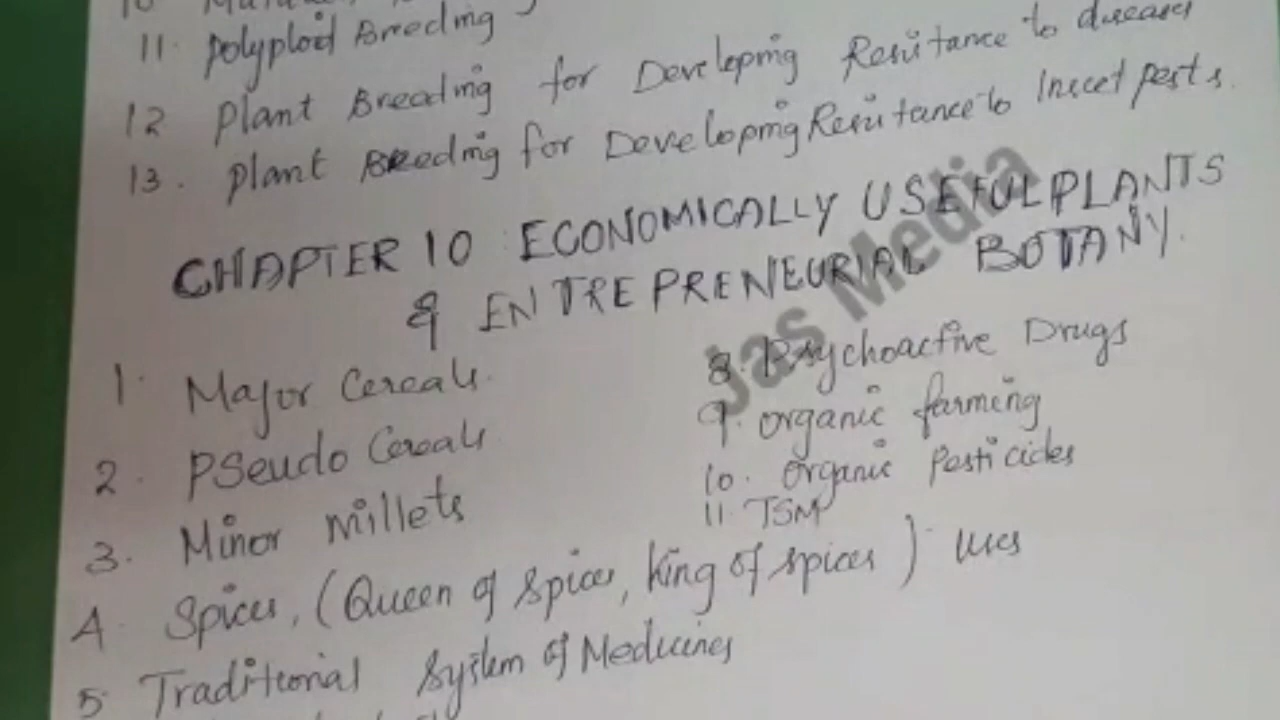 11. Polyploid Breeding
12 Plant Breeding for Developing Resistance to diseases
13. Plant Breeding for Developing Resistance to Insect pests.
CHAPTER 10 ECONOMICALLY USEFUL PLANTS
& ENTREPRENEURIAL BOTANY.
1. Major Cereals.
2. Pseudo Cereals
3. Minor Millets
4. Spices, (Queen of Spices, King of spices) uses
5. Traditional System of Medicines
8. Psychoactive Drugs
9. Organic farming
10. Organic Pesticides
11. TSM
Jas Media